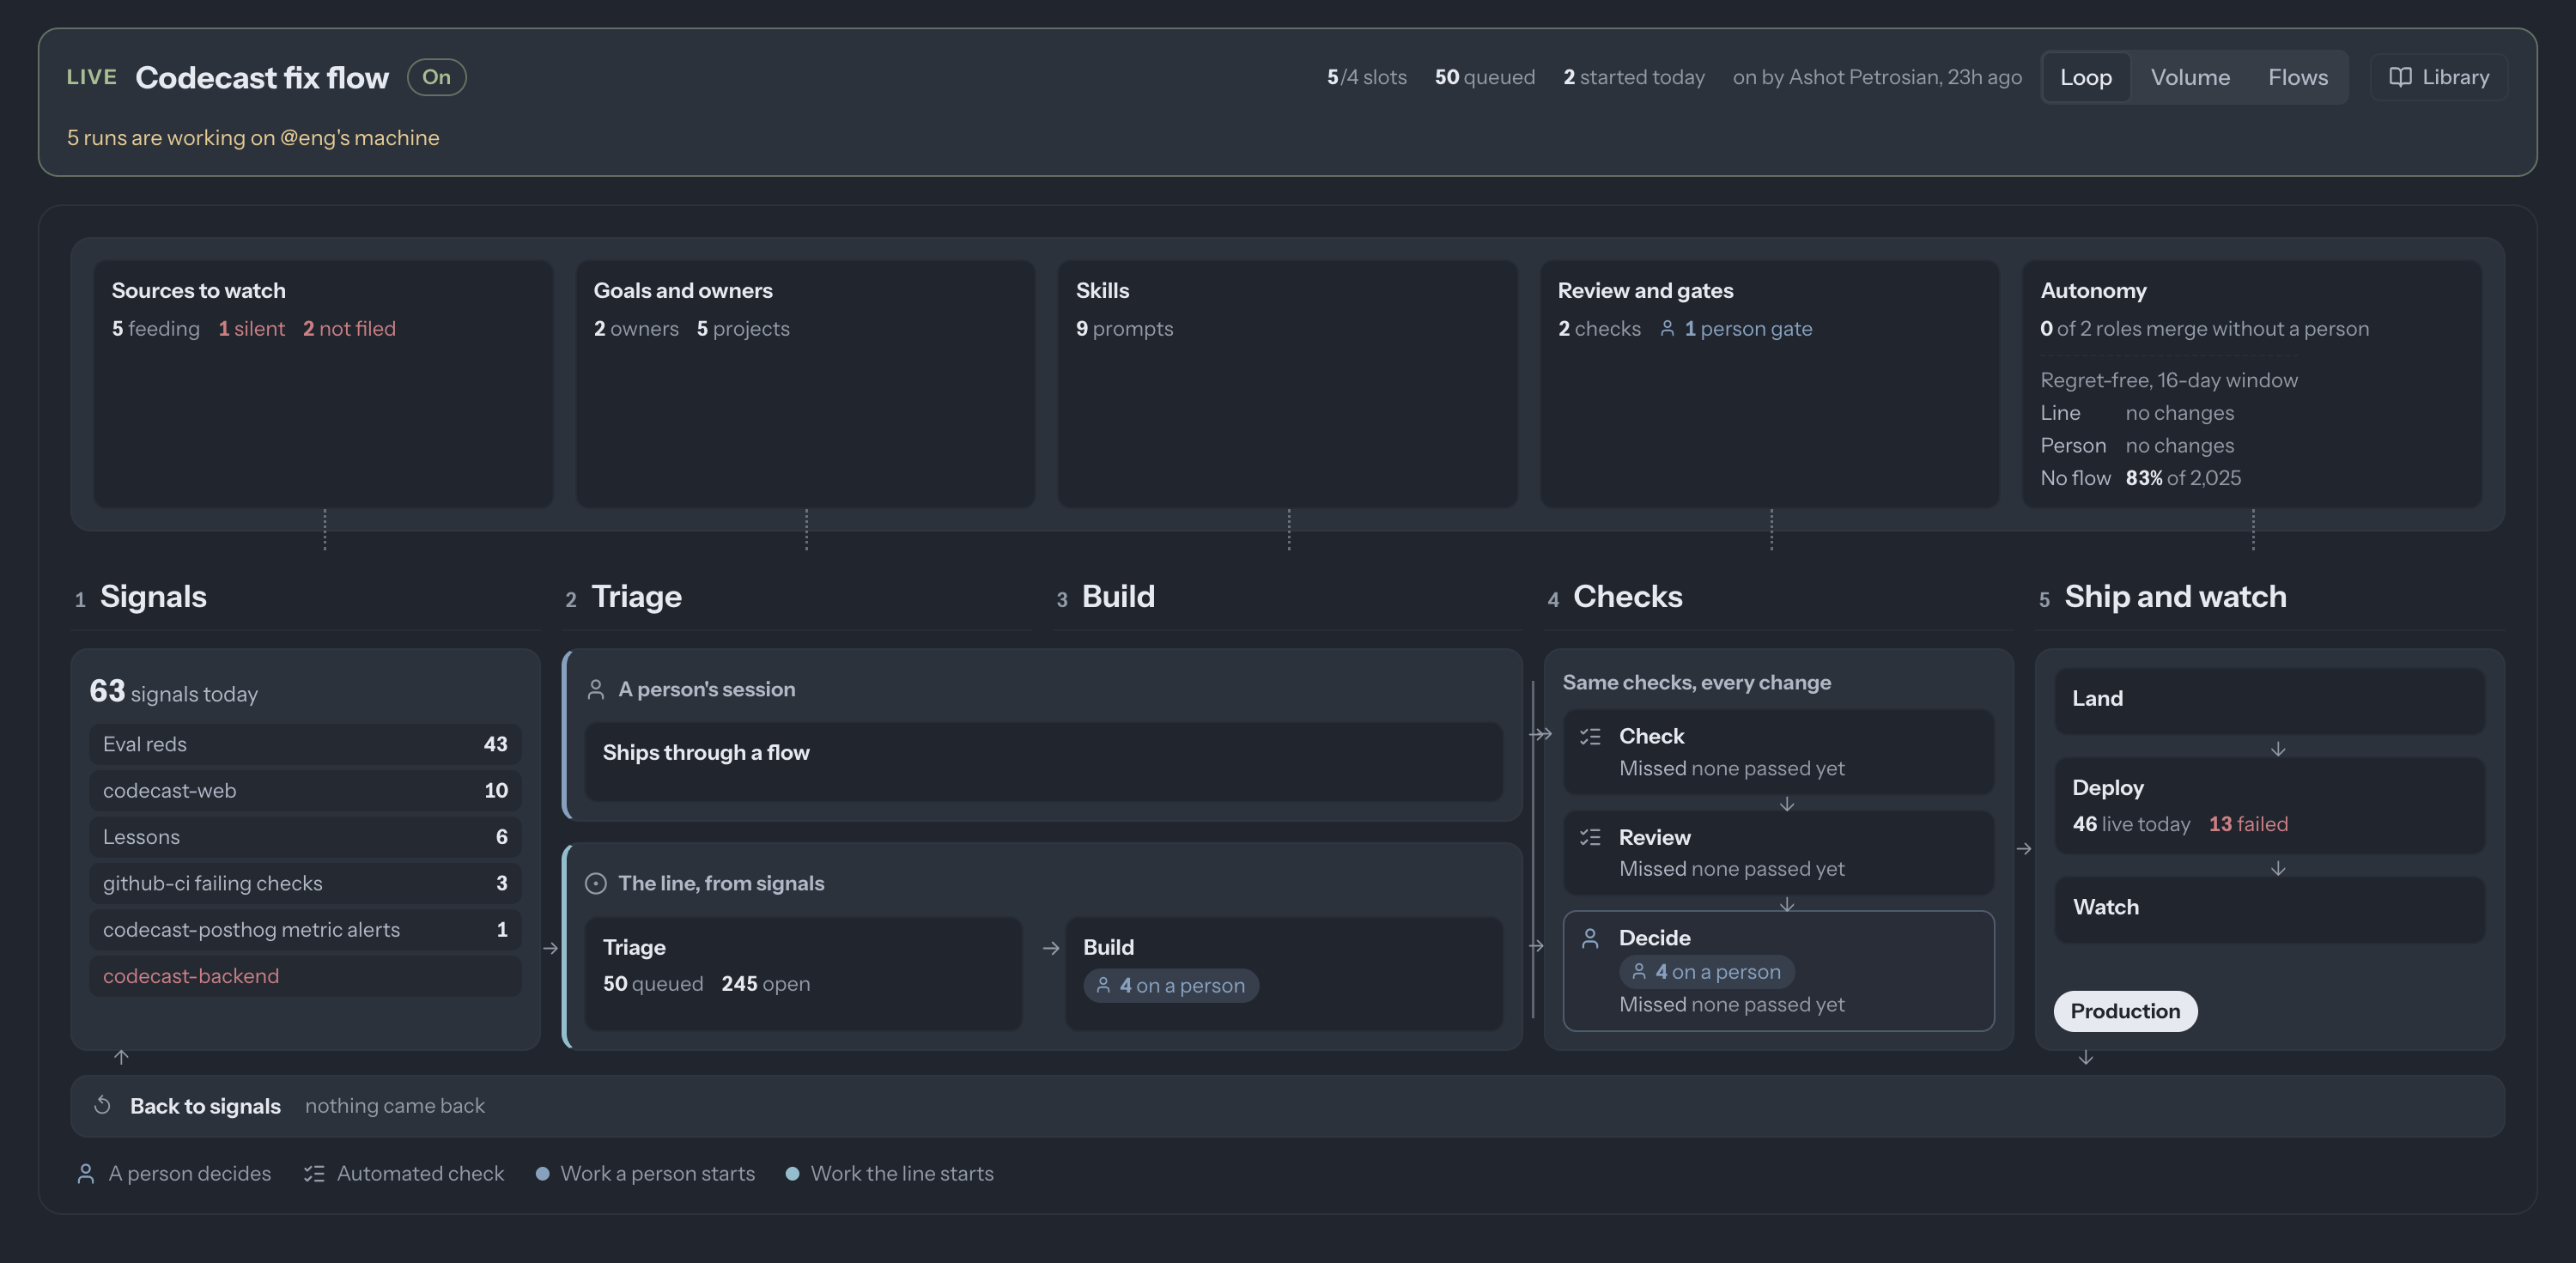 LIVE Codecast fix flow On
5/4 slots 50 queued 2 started today on by Ashot Petrosian, 23h ago Loop Volume Flows Library
5 runs are working on @eng's machine
Sources to watch
5 feeding 1 silent 2 not filed
Goals and owners
2 owners 5 projects
Skills
9 prompts
Review and gates
2 checks 1 person gate
Autonomy
0 of 2 roles merge without a person
Regret-free, 16-day window
Line no changes
Person no changes
No flow 83% of 2,025
1 Signals
2 Triage
3 Build
4 Checks
5 Ship and watch
63 signals today
Eval reds 43
codecast-web 10
Lessons 6
github-ci failing checks 3
codecast-posthog metric alerts 1
codecast-backend
A person's session
Ships through a flow
The line, from signals
Triage
50 queued 245 open
Build
4 on a person
Same checks, every change
Check
Missed none passed yet
Review
Missed none passed yet
Decide
4 on a person
Missed none passed yet
Land
Deploy
46 live today 13 failed
Watch
Production
Back to signals nothing came back
A person decides Automated check Work a person starts Work the line starts